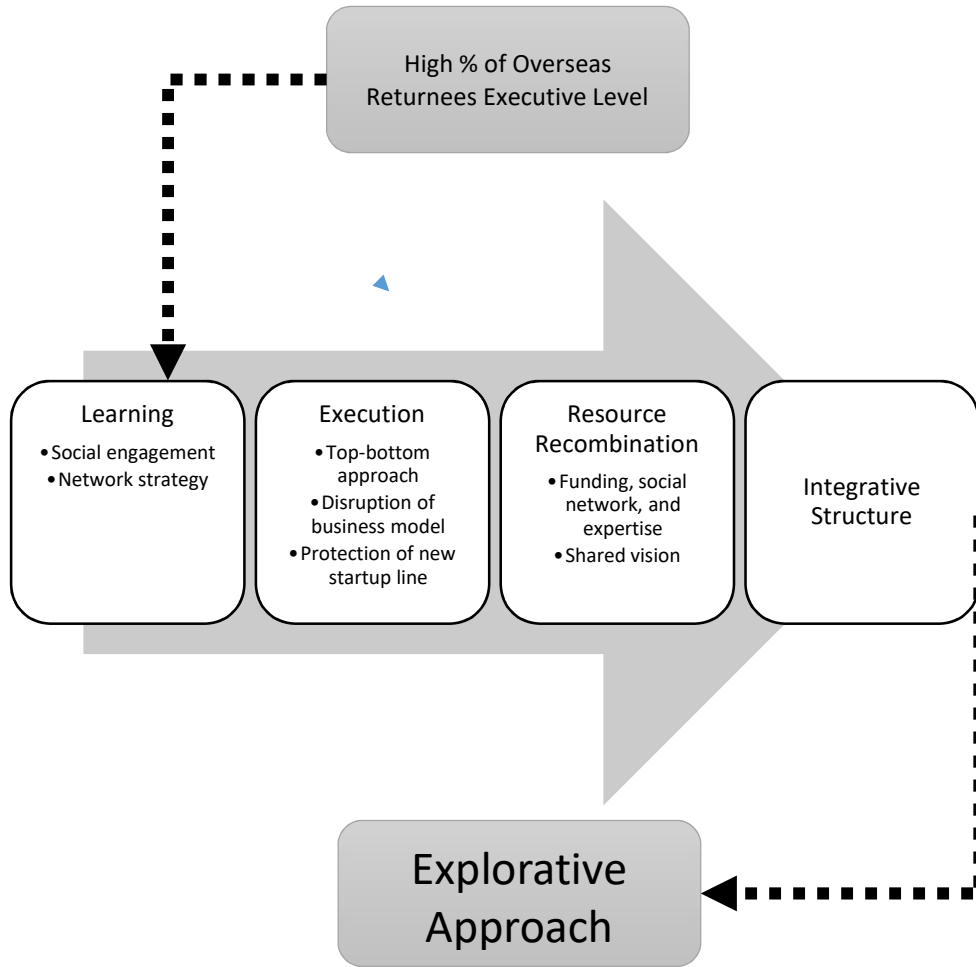 High % of Overseas
Returnees Executive Level
Learning
•Social engagement
•Network strategy
Execution
•Top-bottom
approach
•Disruption of
business model
•Protection of new
startup line
Resource
Recombination
•Funding, social
network, and
expertise
•Shared vision
Integrative
Structure
Explorative
Approach